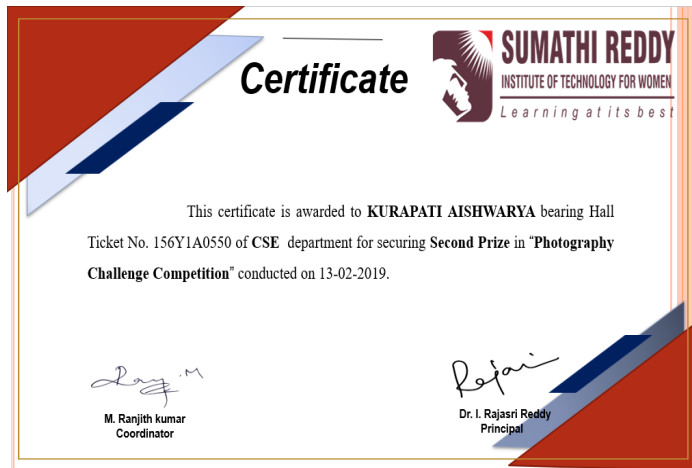 Certificate
SUMATHI REDDY
INSTITUTE OF TECHNOLOGY FOR WOMEN
Learning at its best
This certificate is awarded to KURAPATI AISHWARYA bearing Hall
Ticket No. 156Y1A0550 of CSE department for securing Second Prize in “Photography
Challenge Competition” conducted on 13-02-2019.
M. Ranjith kumar
Coordinator
Dr. I. Rajasri Reddy
Principal